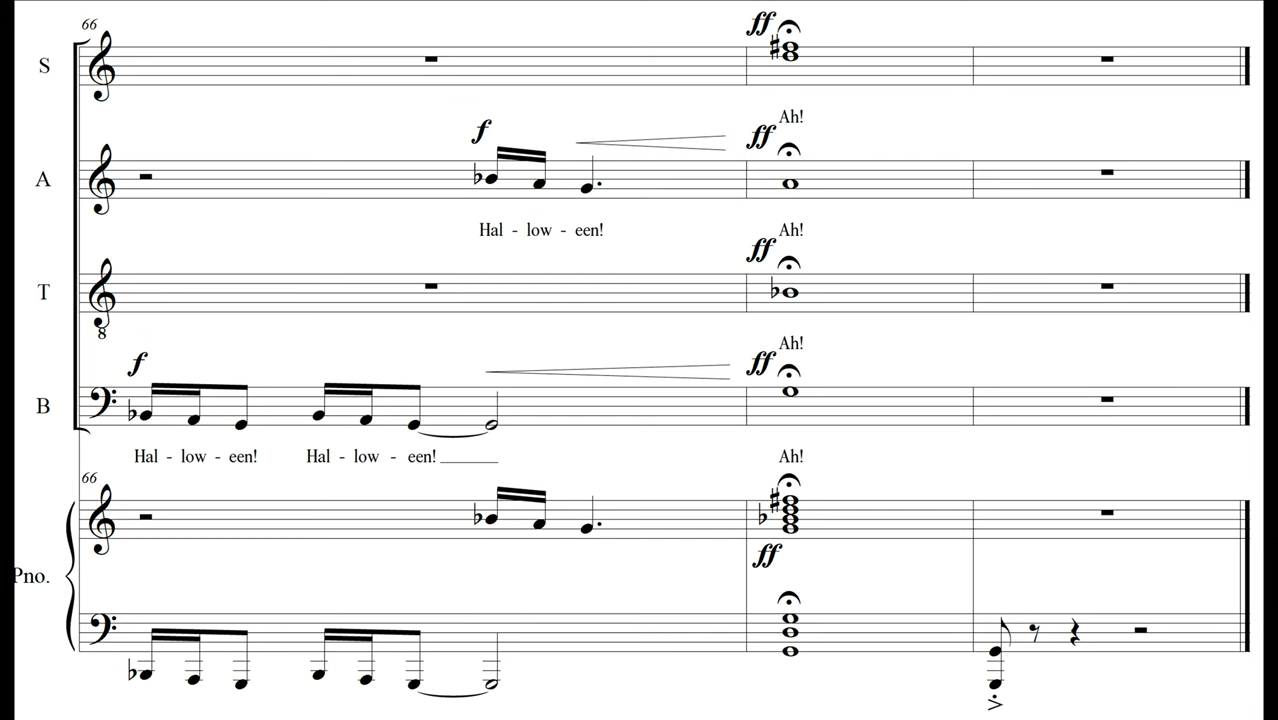 66
ff
S
Ah!
f
ff
A
Hal - low - een! Ah!
ff
T
8
Ah!
f
ff
B
Hal - low - een! Hal - low - een! Ah!
66
Pno.
ff